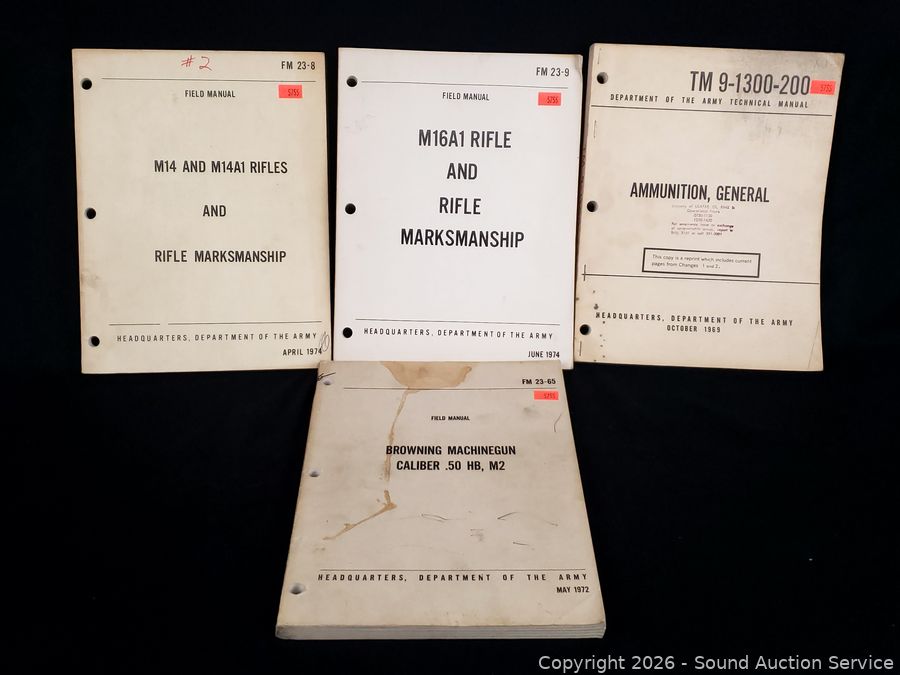 #2
FM 23-8
FIELD MANUAL
5755
M14 AND M14A1 RIFLES
AND
RIFLE MARKSMANSHIP
HEADQUARTERS, DEPARTMENT OF THE ARMY
APRIL 1974
FM 23-9
FIELD MANUAL
5755
M16A1 RIFLE
AND
RIFLE
MARKSMANSHIP
HEADQUARTERS, DEPARTMENT OF THE ARMY
JUNE 1974
TM 9-1300-200
5755
DEPARTMENT OF THE ARMY TECHNICAL MANUAL
AMMUNITION, GENERAL
This copy is a reprint which includes current
pages from Changes 1 and 2.
HEADQUARTERS, DEPARTMENT OF THE ARMY
OCTOBER 1969
FM 23-65
5755
FIELD MANUAL
BROWNING MACHINEGUN
CALIBER .50 HB, M2
HEADQUARTERS, DEPARTMENT OF THE ARMY
MAY 1972
Copyright © 2026 - Sound Auction Service